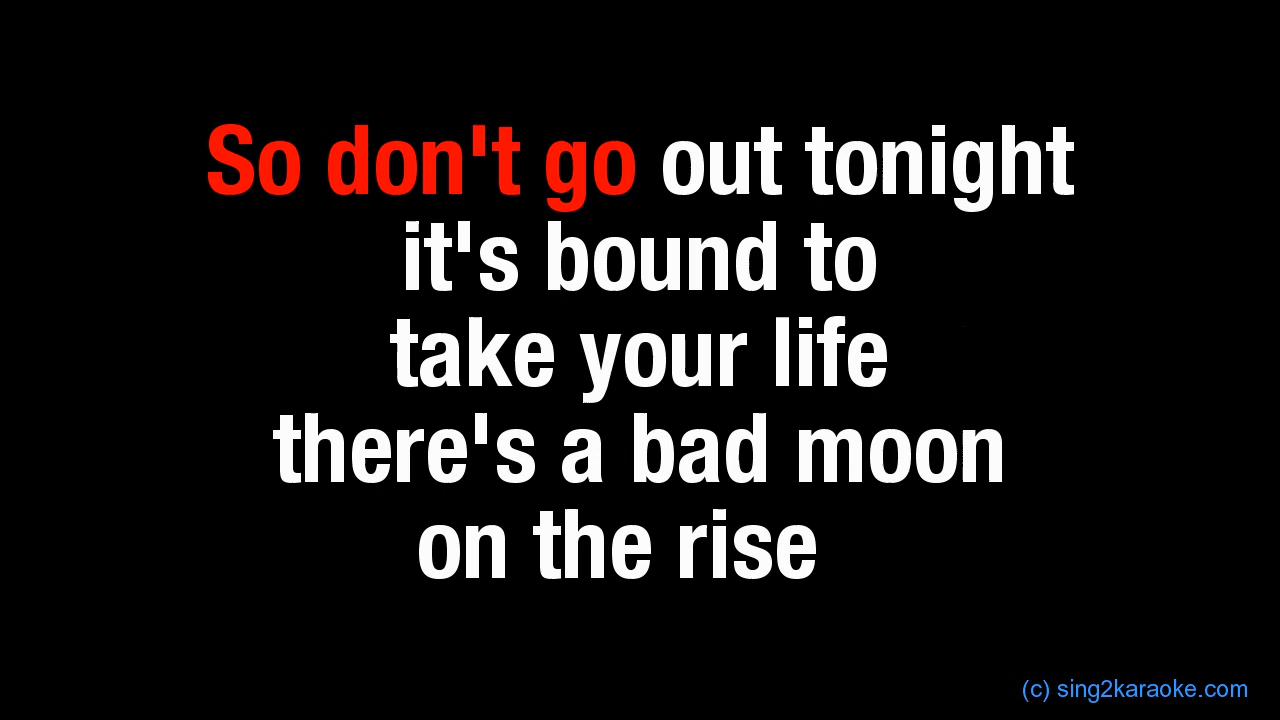 So don't go out tonight
it's bound to
take your life
there's a bad moon
on the rise
(c) sing2karaoke.com